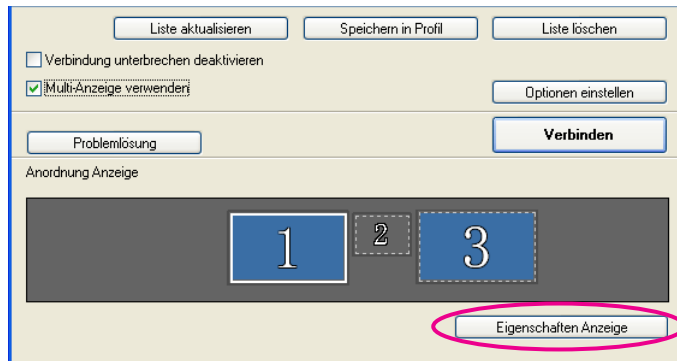 Liste aktualisieren Speichern in Profil Liste löschen
Verbindung unterbrechen deaktivieren
Multi-Anzeige verwenden
Optionen einstellen
Problemlösung
Verbinden
Anordnung Anzeige
1 2 3
Eigenschaften Anzeige